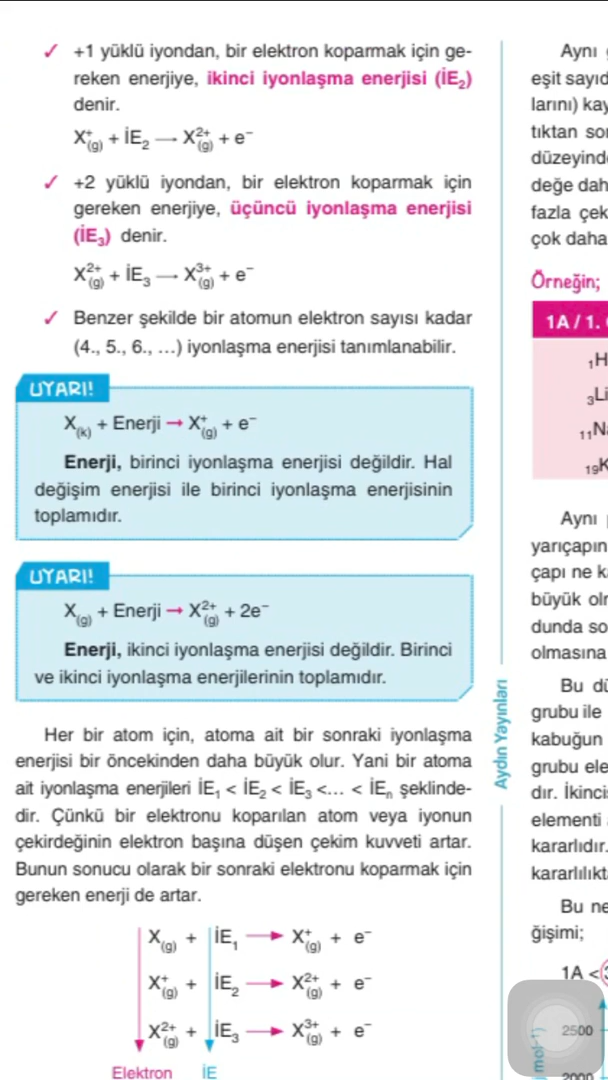 ✓ +1 yüklü iyondan, bir elektron koparmak için ge-
reken enerjiye, ikinci iyonlaşma enerjisi (İE₂)
denir.
X⁺(g) + İE₂ → X²⁺(g) + e⁻
✓ +2 yüklü iyondan, bir elektron koparmak için
gereken enerjiye, üçüncü iyonlaşma enerjisi
(İE₃) denir.
X²⁺(g) + İE₃ → X³⁺(g) + e⁻
✓ Benzer şekilde bir atomun elektron sayısı kadar
(4., 5., 6., ...) iyonlaşma enerjisi tanımlanabilir.
UYARI!
X(k) + Enerji → X⁺(g) + e⁻
Enerji, birinci iyonlaşma enerjisi değildir. Hal
değişim enerjisi ile birinci iyonlaşma enerjisinin
toplamıdır.
UYARI!
X(g) + Enerji → X²⁺(g) + 2e⁻
Enerji, ikinci iyonlaşma enerjisi değildir. Birinci
ve ikinci iyonlaşma enerjilerinin toplamıdır.
Her bir atom için, atoma ait bir sonraki iyonlaşma
enerjisi bir öncekinden daha büyük olur. Yani bir atoma
ait iyonlaşma enerjileri İE₁ < İE₂ < İE₃ <... < İEₙ şeklinde-
dir. Çünkü bir elektronu koparılan atom veya iyonun
çekirdeğinin elektron başına düşen çekim kuvveti artar.
Bunun sonucu olarak bir sonraki elektronu koparmak için
gereken enerji de artar.
X(g) + İE₁ → X⁺(g) + e⁻
X⁺(g) + İE₂ → X²⁺(g) + e⁻
X²⁺(g) + İE₃ → X³⁺(g) + e⁻
Elektron İE
Aydın Yayınları
Aynı
eşit sayıd
larını) kay
tıktan so
düzeyind
değe dah
fazla çek
çok daha
Örneğin;
1A / 1.
₁H
₃Li
₁₁Na
₁₉K
Aynı
yarıçapın
çapı ne k
büyük olr
dunda so
olmasına
Bu dü
grubu ile
kabuğun
grubu ele
dır. İkincis
elementi
kararlıdır.
kararlılıkt
Bu ne
ğişimi;
1A <
2500
2000